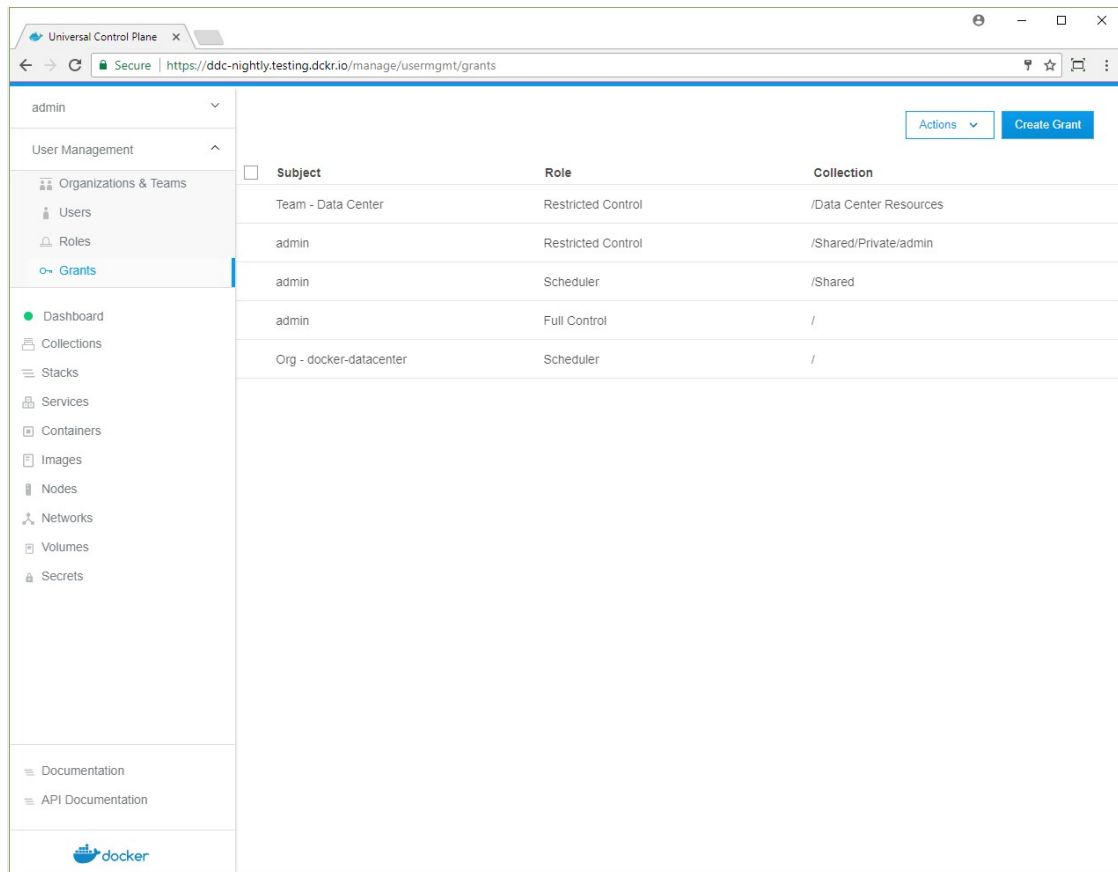 Universal Control Plane
Secure | https://ddc-nightly.testing.dckr.io/manage/usermgmt/grants
admin
Actions
Create Grant
User Management
Organizations & Teams
Users
Roles
Grants
Subject Role Collection
Team - Data Center Restricted Control /Data Center Resources
admin Restricted Control /Shared/Private/admin
admin Scheduler /Shared
admin Full Control /
Org - docker-datacenter Scheduler /
Dashboard
Collections
Stacks
Services
Containers
Images
Nodes
Networks
Volumes
Secrets
Documentation
API Documentation
docker